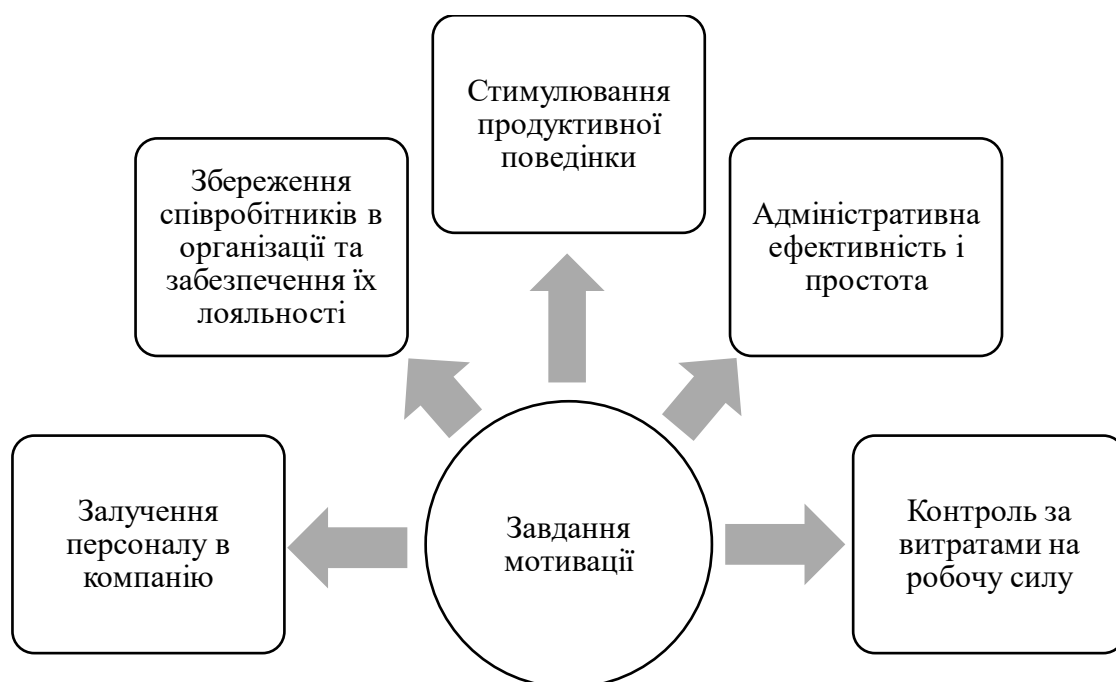 Стимулювання
продуктивної
поведінки
Збереження
співробітників в
організації та
забезпечення їх
лояльності
Адміністративна
ефективність і
простота
Залучення
персоналу в
компанію
Завдання
мотивації
Контроль за
витратами на
робочу силу